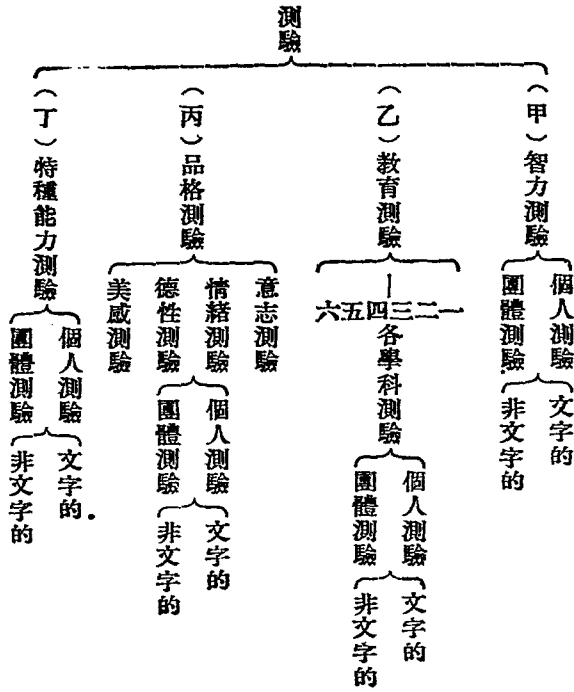 測驗
（甲）智力測驗
個人測驗
團體測驗
文字的
非文字的
（乙）教育測驗
一二三四五六
各學科測驗
個人測驗
團體測驗
文字的
非文字的
（丙）品格測驗
意志測驗
情緒測驗
德性測驗
美感測驗
個人測驗
團體測驗
文字的
非文字的
（丁）特種能力測驗
個人測驗
團體測驗
文字的
非文字的